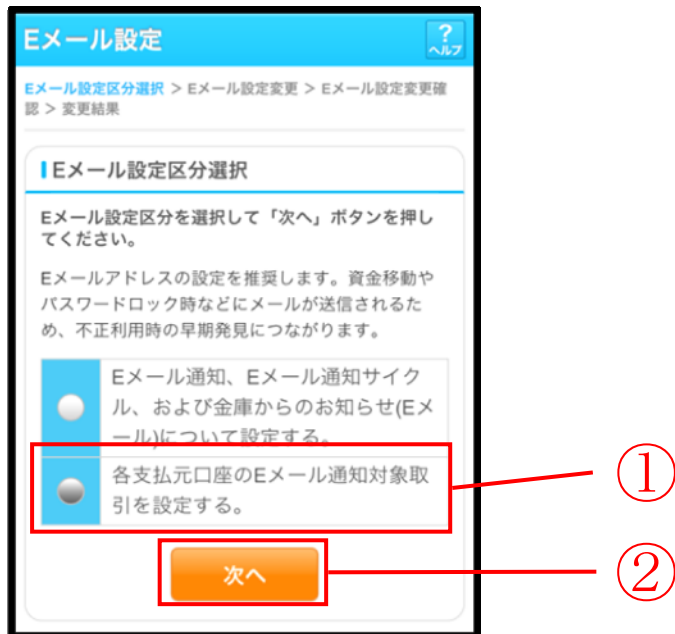 Eメール設定
?
ヘルプ
Eメール設定区分選択 > Eメール設定変更 > Eメール設定変更確
認 > 変更結果
Eメール設定区分選択
Eメール設定区分を選択して「次へ」ボタンを押し
てください。
Eメールアドレスの設定を推奨します。資金移動や
パスワードロック時などにメールが送信されるた
め、不正利用時の早期発見につながります。
Eメール通知、Eメール通知サイク
ル、および金庫からのお知らせ(Eメ
ール)について設定する。
各支払元口座のEメール通知対象取
引を設定する。
①
次へ
②